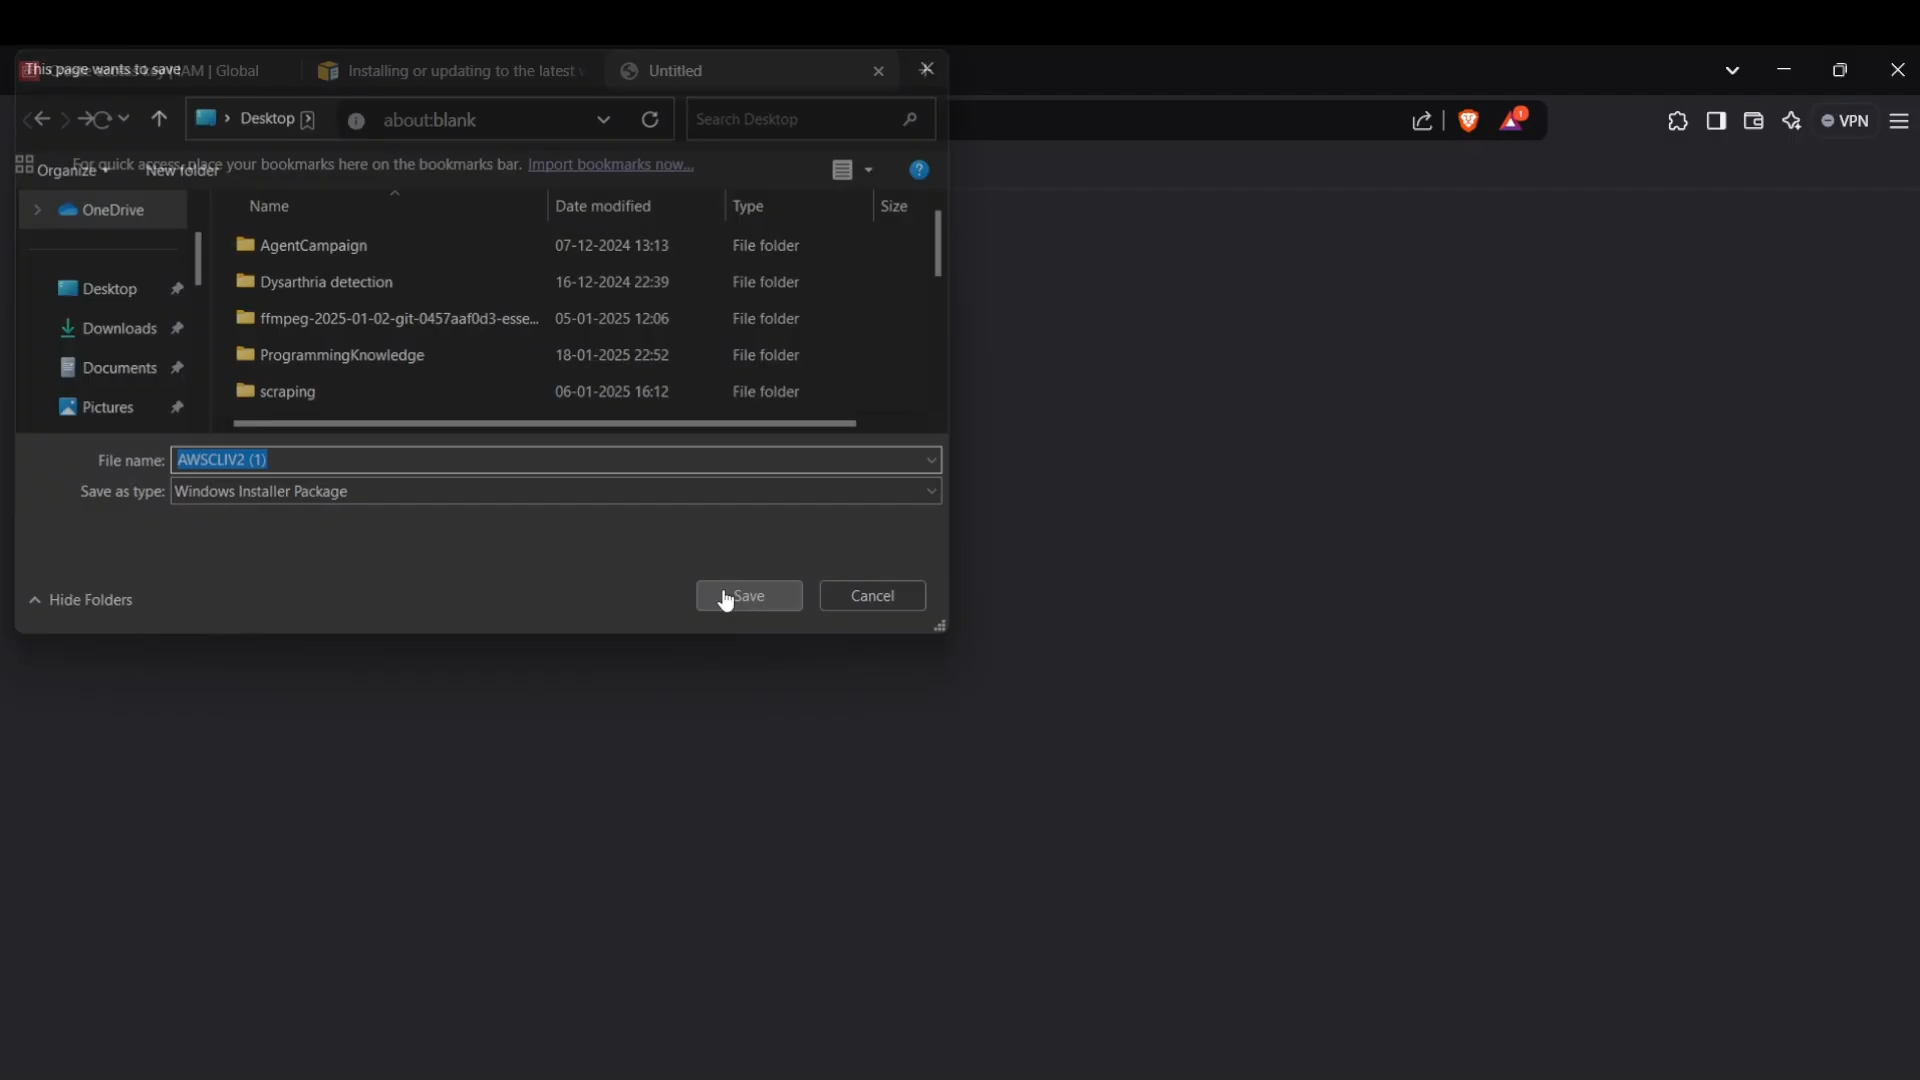 This page wants to save
AM | Global
Installing or updating to the latest
Untitled
Desktop
about:blank
Search Desktop
1
VPN
For quick access, place your bookmarks here on the bookmarks bar. Import bookmarks now...
Organize
New folder
OneDrive
Name
Date modified
Type
Size
AgentCampaign
07-12-2024 13:13
File folder
Dysarthria detection
16-12-2024 22:39
File folder
Desktop
ffmpeg-2025-01-02-git-0457aaf0d3-esse...
05-01-2025 12:06
File folder
Downloads
ProgrammingKnowledge
18-01-2025 22:52
File folder
Documents
scraping
06-01-2025 16:12
File folder
Pictures
File name:
AWSCLIV2 (1)
Save as type:
Windows Installer Package
Hide Folders
Save
Cancel